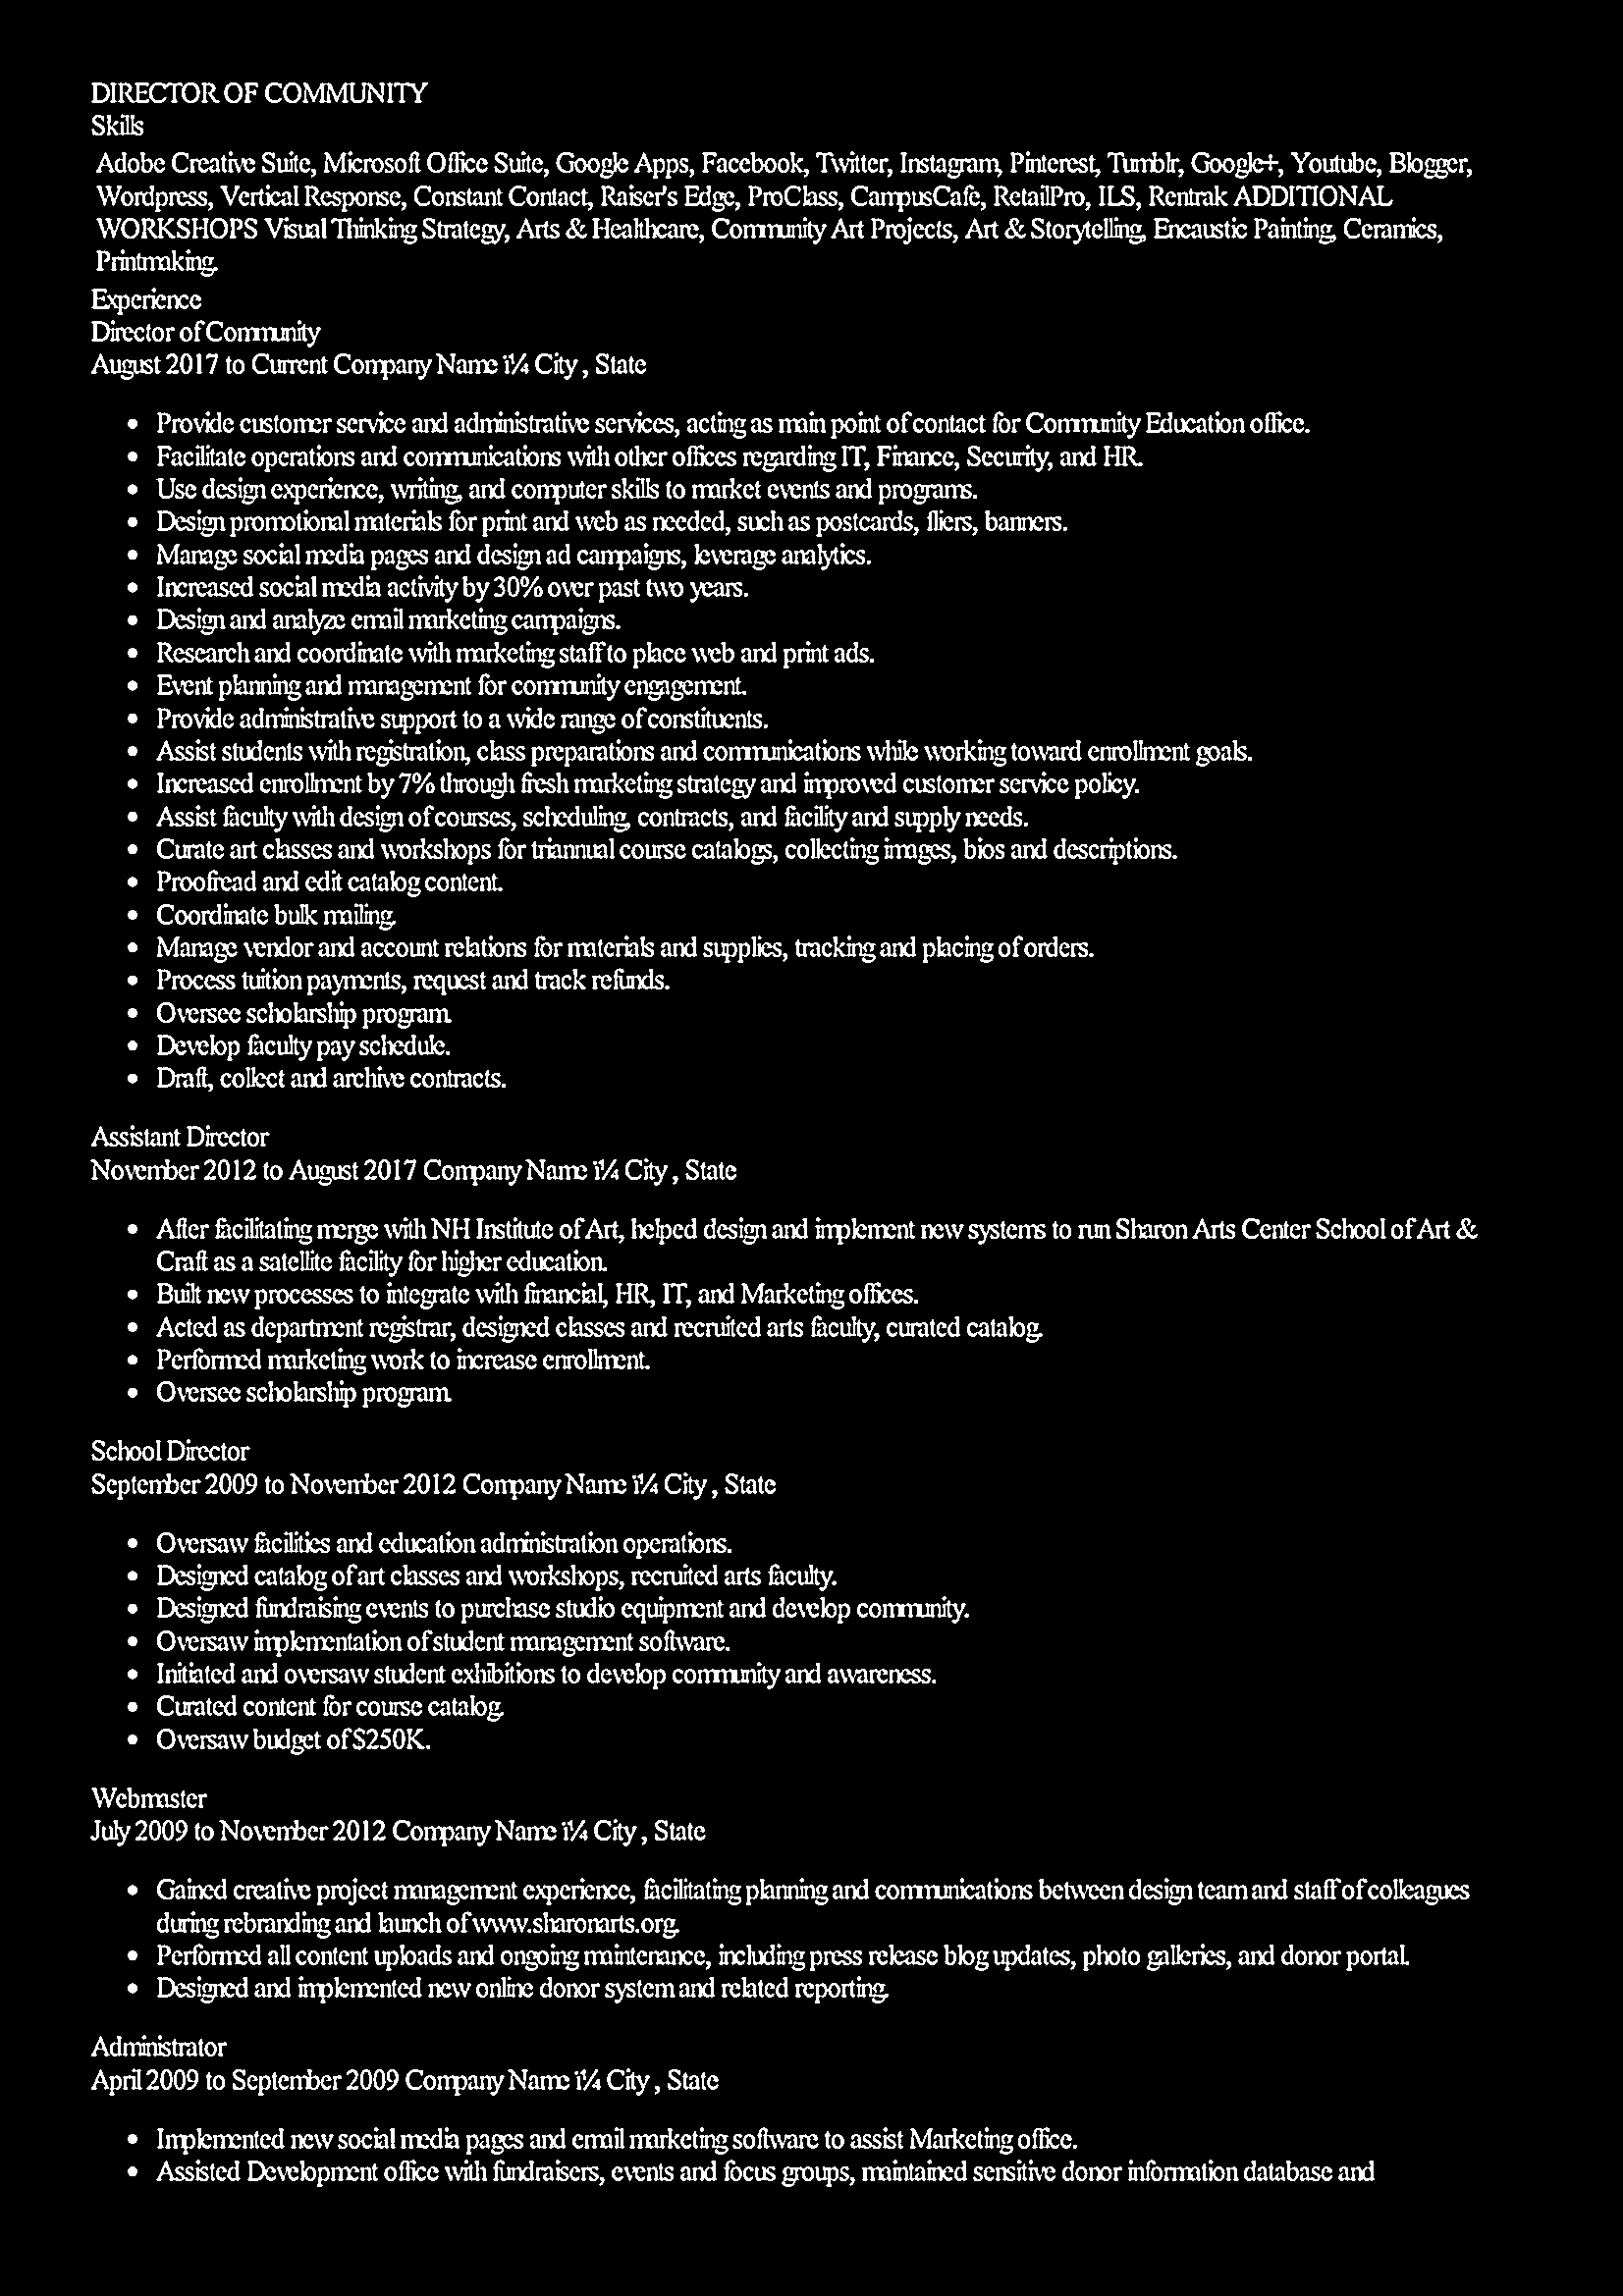 DIRECTOR OF COMMUNITY
Skills
Adobe Creative Suite, Microsoft Office Suite, Google Apps, Facebook, Twitter, Instagram, Pinterest, Tumblr, Google+, Youtube, Blogger,
Wordpress, Vertical Response, Constant Contact, Raiser's Edge, ProClass, CampusCafe, RetailPro, ILS, Rentrak ADDITIONAL
WORKSHOPS Visual Thinking Strategy, Arts & Healthcare, Community Art Projects, Art & Storytelling, Encaustic Painting, Ceramics,
Printmaking.
Experience
Director of Community
August 2017 to Current Company Name ï¼ City , State
• Provide customer service and administrative services, acting as main point of contact for Community Education office.
• Facilitate operations and communications with other offices regarding IT, Finance, Security, and HR.
• Use design experience, writing, and computer skills to market events and programs.
• Design promotional materials for print and web as needed, such as postcards, fliers, banners.
• Manage social media pages and design ad campaigns, leverage analytics.
• Increased social media activity by 30% over past two years.
• Design and analyze email marketing campaigns.
• Research and coordinate with marketing staff to place web and print ads.
• Event planning and management for community engagement.
• Provide administrative support to a wide range of constituents.
• Assist students with registration, class preparations and communications while working toward enrollment goals.
• Increased enrollment by 7% through fresh marketing strategy and improved customer service policy.
• Assist faculty with design of courses, scheduling, contracts, and facility and supply needs.
• Curate art classes and workshops for triannual course catalogs, collecting images, bios and descriptions.
• Proofread and edit catalog content.
• Coordinate bulk mailing.
• Manage vendor and account relations for materials and supplies, tracking and placing of orders.
• Process tuition payments, request and track refunds.
• Oversee scholarship program.
• Develop faculty pay schedule.
• Draft, collect and archive contracts.
Assistant Director
November 2012 to August 2017 Company Name ï¼ City , State
• After facilitating merge with NH Institute of Art, helped design and implement new systems to run Sharon Arts Center School of Art &
Craft as a satellite facility for higher education.
• Built new processes to integrate with financial, HR, IT, and Marketing offices.
• Acted as department registrar, designed classes and recruited arts faculty, curated catalog.
• Performed marketing work to increase enrollment.
• Oversee scholarship program.
School Director
September 2009 to November 2012 Company Name ï¼ City , State
• Oversaw facilities and education administration operations.
• Designed catalog of art classes and workshops, recruited arts faculty.
• Designed fundraising events to purchase studio equipment and develop community.
• Oversaw implementation of student management software.
• Initiated and oversaw student exhibitions to develop community and awareness.
• Curated content for course catalog.
• Oversaw budget of $250K.
Webmaster
July 2009 to November 2012 Company Name ï¼ City , State
• Gained creative project management experience, facilitating planning and communications between design team and staff of colleagues
during rebranding and launch of www.sharonarts.org.
• Performed all content uploads and ongoing maintenance, including press release blog updates, photo galleries, and donor portal.
• Designed and implemented new online donor system and related reporting.
Administrator
April 2009 to September 2009 Company Name ï¼ City , State
• Implemented new social media pages and email marketing software to assist Marketing office.
• Assisted Development office with fundraisers, events and focus groups, maintained sensitive donor information database and